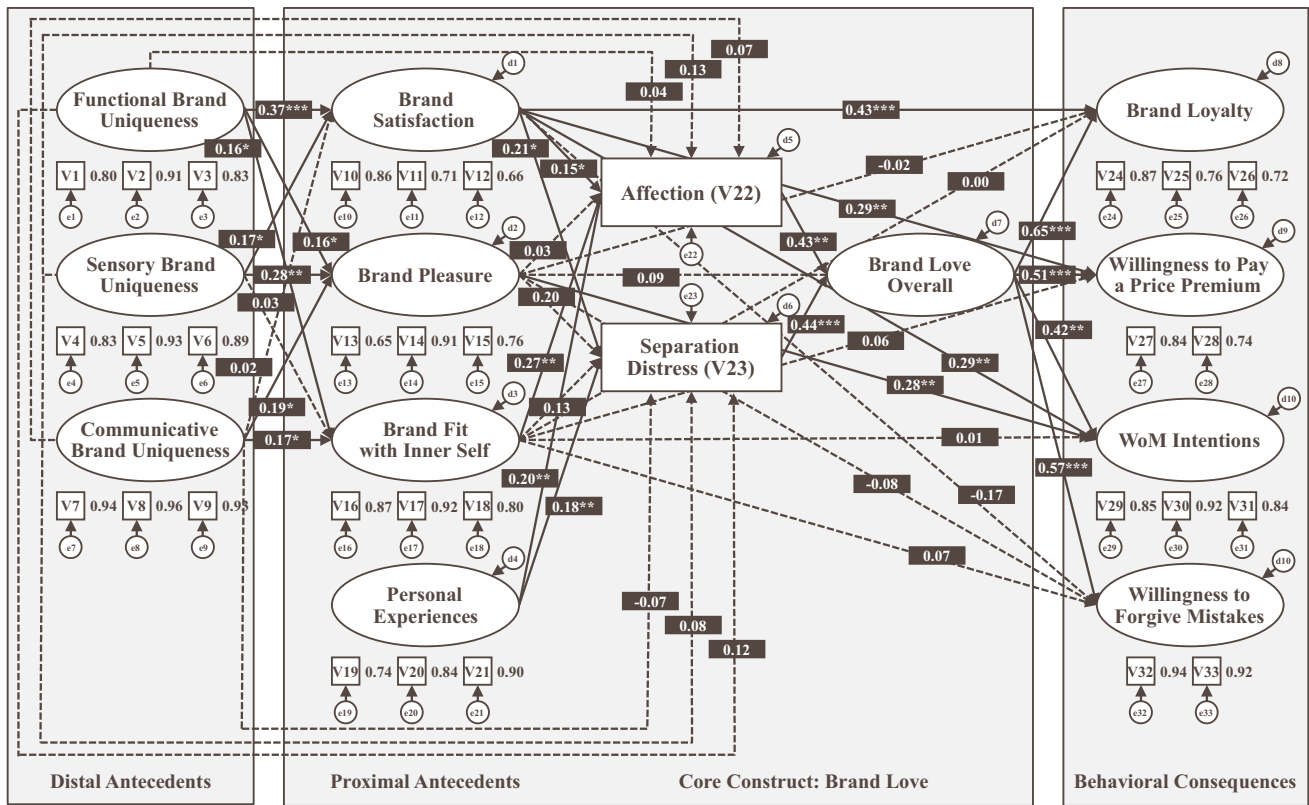 0.07
0.13
0.04
d1
d8
Functional Brand
Uniqueness
0.37***
Brand
Satisfaction
0.43***
Brand Loyalty
0.16*
0.21*
0.15*
d5
-0.02
0.00
V1 0.80 V2 0.91 V3 0.83
V10 0.86 V11 0.71 V12 0.66
Affection (V22)
V24 0.87 V25 0.76 V26 0.72
e1 e2 e3
e10 e11 e12
e24 e25 e26
0.29**
d2
d7
0.65***
d9
0.17*
0.16*
0.03
e22
0.43**
Sensory Brand
Uniqueness
0.28**
Brand Pleasure
0.09
Brand Love
Overall
0.51***
Willingness to Pay
a Price Premium
0.03
0.20
e23
d6
0.44***
0.06
0.42**
V4 0.83 V5 0.93 V6 0.89
V13 0.65 V14 0.91 V15 0.76
Separation
Distress (V23)
V27 0.84 V28 0.74
e4 e5 e6
0.02
e13 e14 e15
0.27**
0.29**
0.28**
e27 e28
d3
d10
0.19*
0.13
Communicative
Brand Uniqueness
0.17*
Brand Fit
with Inner Self
0.01
WoM Intentions
0.20**
0.57***
0.18**
-0.08
-0.17
V7 0.94 V8 0.96 V9 0.93
V16 0.87 V17 0.92 V18 0.80
V29 0.85 V30 0.92 V31 0.84
e7 e8 e9
e16 e17 e18
e29 e30 e31
d4
0.07
d10
Personal
Experiences
-0.07
0.08
0.12
Willingness to
Forgive Mistakes
V19 0.74 V20 0.84 V21 0.90
V32 0.94 V33 0.92
e19 e20 e21
e32 e33
Distal Antecedents
Proximal Antecedents
Core Construct: Brand Love
Behavioral Consequences